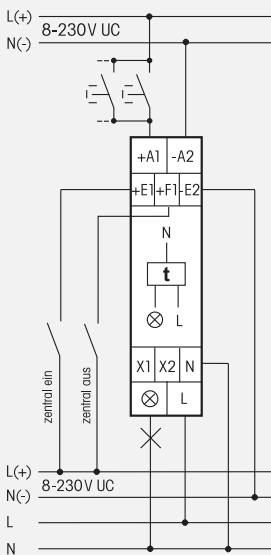 L(+)
8-230V UC
N(-)
+A1 -A2
+E1 +F1 -E2
N
t
L
X1 X2 N
L
zentral ein
zentral aus
L(+)
8-230V UC
N(-)
L
N